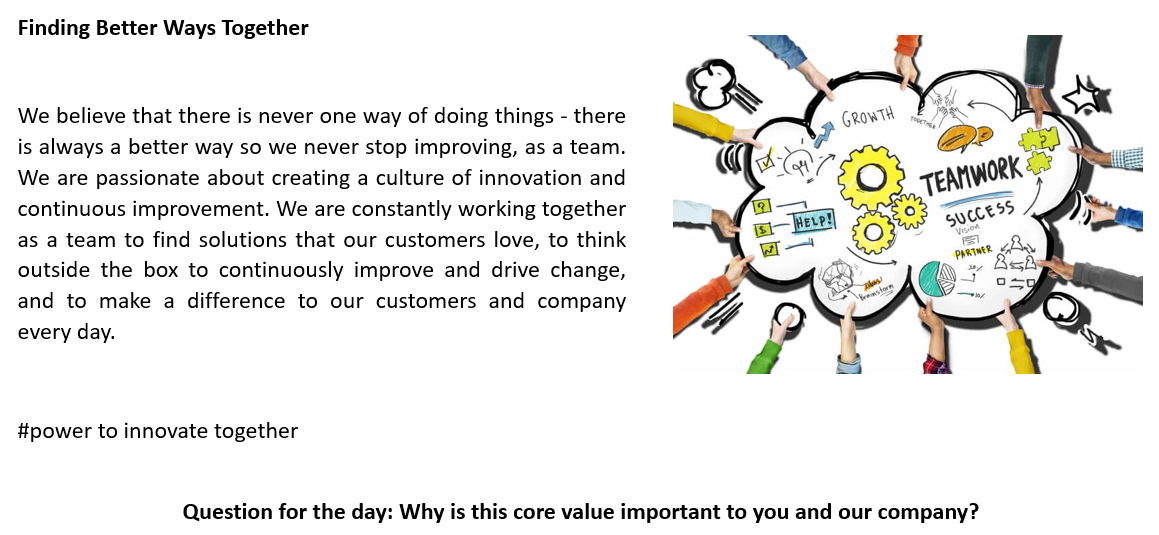 Finding Better Ways Together
We believe that there is never one way of doing things - there
is always a better way so we never stop improving, as a team.
We are passionate about creating a culture of innovation and
continuous improvement. We are constantly working together
as a team to find solutions that our customers love, to think
outside the box to continuously improve and drive change,
and to make a difference to our customers and company
every day.
GROWTH
TOGETHER
TEAMWORK
SUCCESS
Vision
PARTNER
?
$
HELP!
30%
10%
Ideas!
Brainstorm
#power to innovate together
Question for the day: Why is this core value important to you and our company?